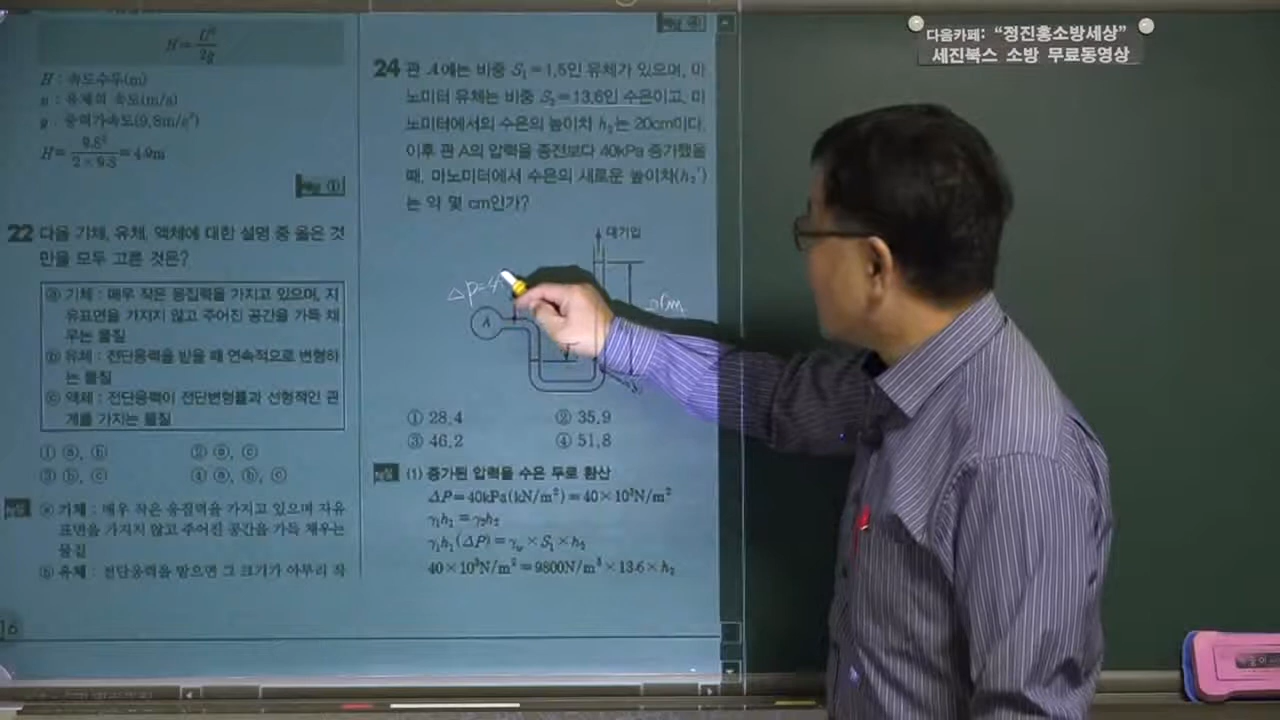 다음카페: "정진홍소방세상"
세진북스 소방 무료동영상
H=U²/2g
H : 속도수두(m)
u : 유체의 속도(m/s)
g : 중력가속도(9.8m/s²)
H=9.8²/2×9.8=4.9m
해답 ①
22 다음 기체, 유체, 액체에 대한 설명 중 옳은 것
만을 모두 고른 것은?
ⓐ 기체 : 매우 작은 응집력을 가지고 있으며, 자
유표면을 가지지 않고 주어진 공간을 가득 채
우는 물질
ⓑ 유체 : 전단응력을 받을 때 연속적으로 변형하
는 물질
ⓒ 액체 : 전단응력이 전단변형률과 선형적인 관
계를 가지는 물질
① ⓐ, ⓑ ② ⓐ, ⓒ
③ ⓑ, ⓒ ④ ⓐ, ⓑ, ⓒ
해설 ⓐ 기체 : 매우 작은 응집력을 가지고 있으며 자유
표면을 가지지 않고 주어진 공간을 가득 채우는
물질
ⓑ 유체 : 전단응력을 받으면 그 크기가 아무리 작
16
해답 ④
24 관 A에는 비중 S₁=1.5인 유체가 있으며, 마
노미터 유체는 비중 S₂=13.6인 수은이고, 마
노미터에서의 수은의 높이차 h₂는 20cm이다.
이후 관 A의 압력을 종전보다 40kPa 증가했을
때, 마노미터에서 수은의 새로운 높이차(h₂')
는 약 몇 cm인가?
대기압
ΔP=4
A
① 28.4 ② 35.9
③ 46.2 ④ 51.8
해설 (1) 증가된 압력을 수은 두로 환산
ΔP=40kPa(kN/m²)=40×10³N/m²
γ₁h₁=γ₂h₂
γ₁h₁(ΔP)=γw×S₁×h₂
40×10³N/m²=9800N/m³×13.6×h₂